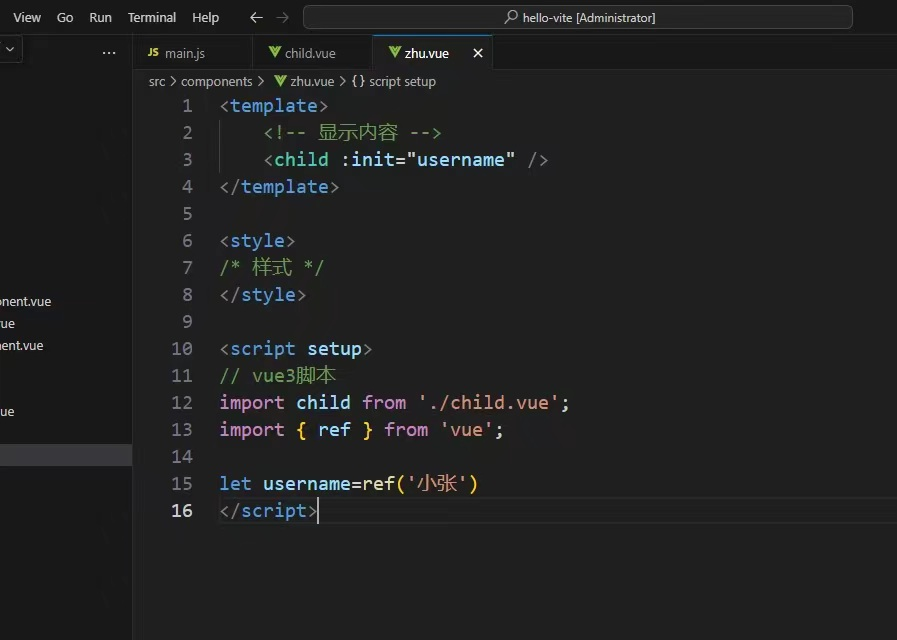 View Go Run Terminal Help
hello-vite [Administrator]
JS main.js child.vue zhu.vue
src > components > zhu.vue > {} script setup
1 <template>
2 <!-- 显示内容 -->
3 <child :init="username" />
4 </template>
5
6 <style>
7 /* 样式 */
8 </style>
9
10 <script setup>
11 // vue3脚本
12 import child from './child.vue';
13 import { ref } from 'vue';
14
15 let username=ref('小张')
16 </script>
onent.vue
ue
ent.vue
ue